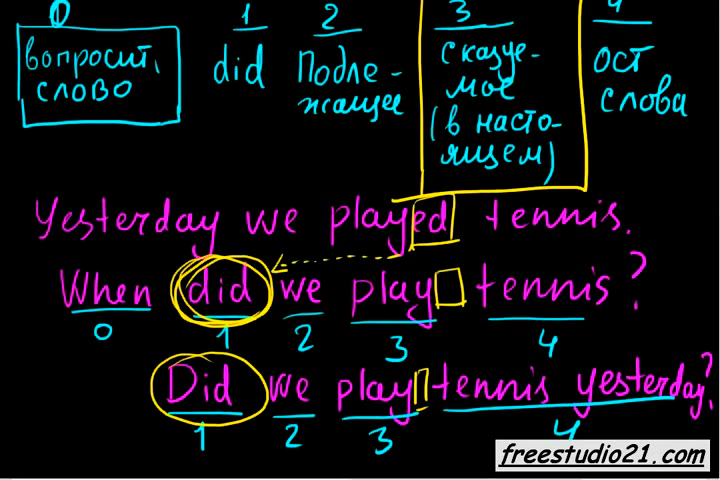 0 1 2 3 4
вопросит. did Подле- сказуе- ост
слово жащее мое слова
(в насто-
ящем)
Yesterday we played tennis.
When did we play tennis?
0 1 2 3 4
Did we play tennis yesterday?
1 2 3 4
freestudio21.com